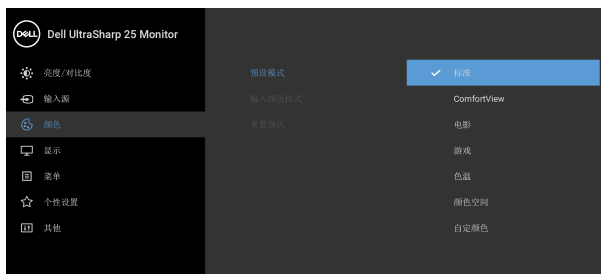 DELL Dell UltraSharp 25 Monitor
亮度/对比度 预设模式 标准
输入源 输入颜色格式 ComfortView
颜色 重置颜色 电影
显示 游戏
菜单 色温
个性设置 颜色空间
其他 自定颜色